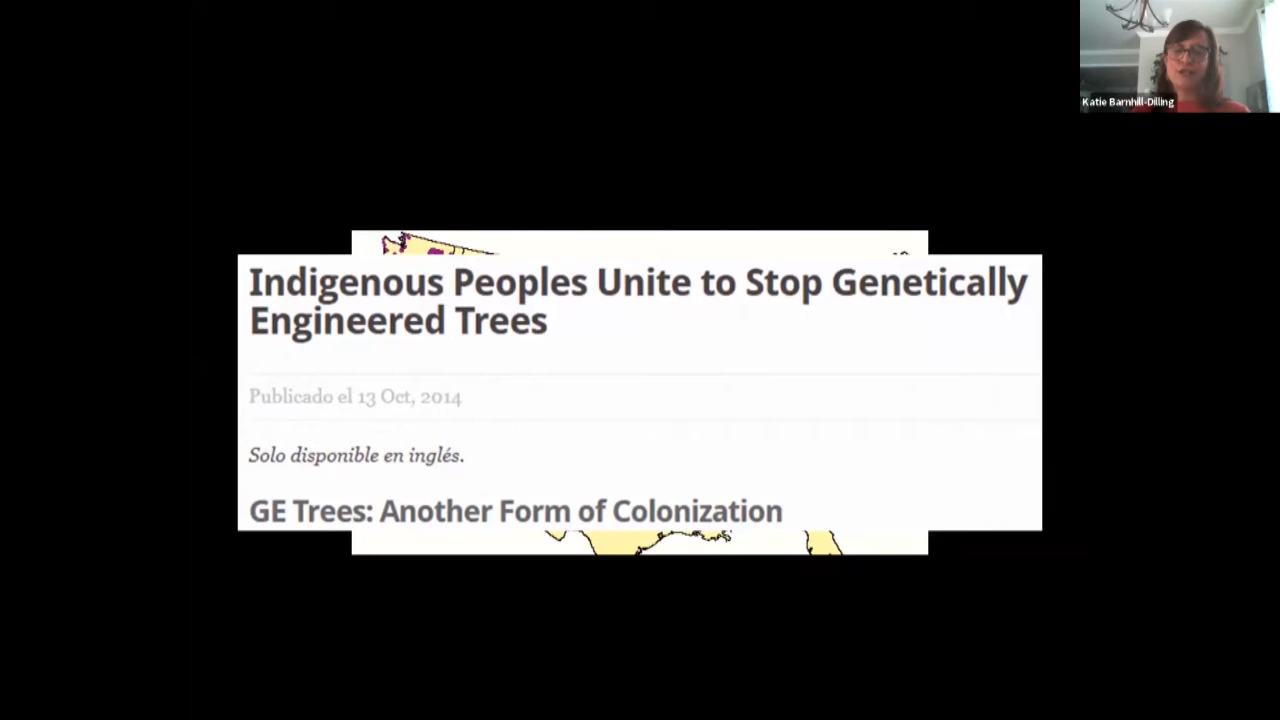 Katie Barnhill-Dilling
Indigenous Peoples Unite to Stop Genetically
Engineered Trees
Publicado el 13 Oct, 2014
Solo disponible en inglés.
GE Trees: Another Form of Colonization